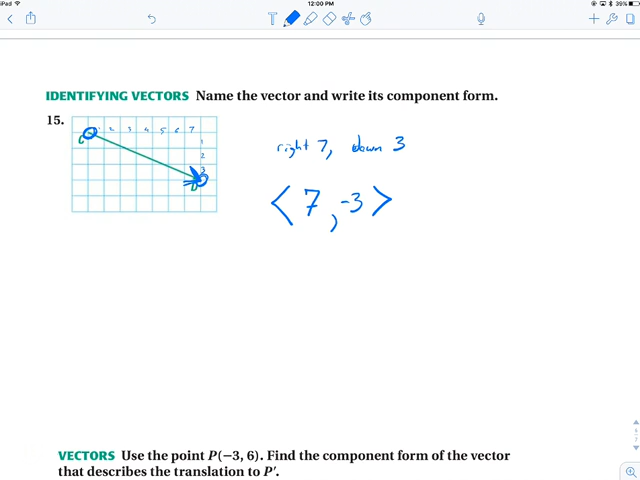 iPad
12:00 PM
39%
T
IDENTIFYING VECTORS Name the vector and write its component form.
15.
C
1 2 3 4 5 6 7
1
2
3
D
right 7, down 3
⟨7, -3⟩
VECTORS Use the point P(−3, 6). Find the component form of the vector
that describes the translation to P′.